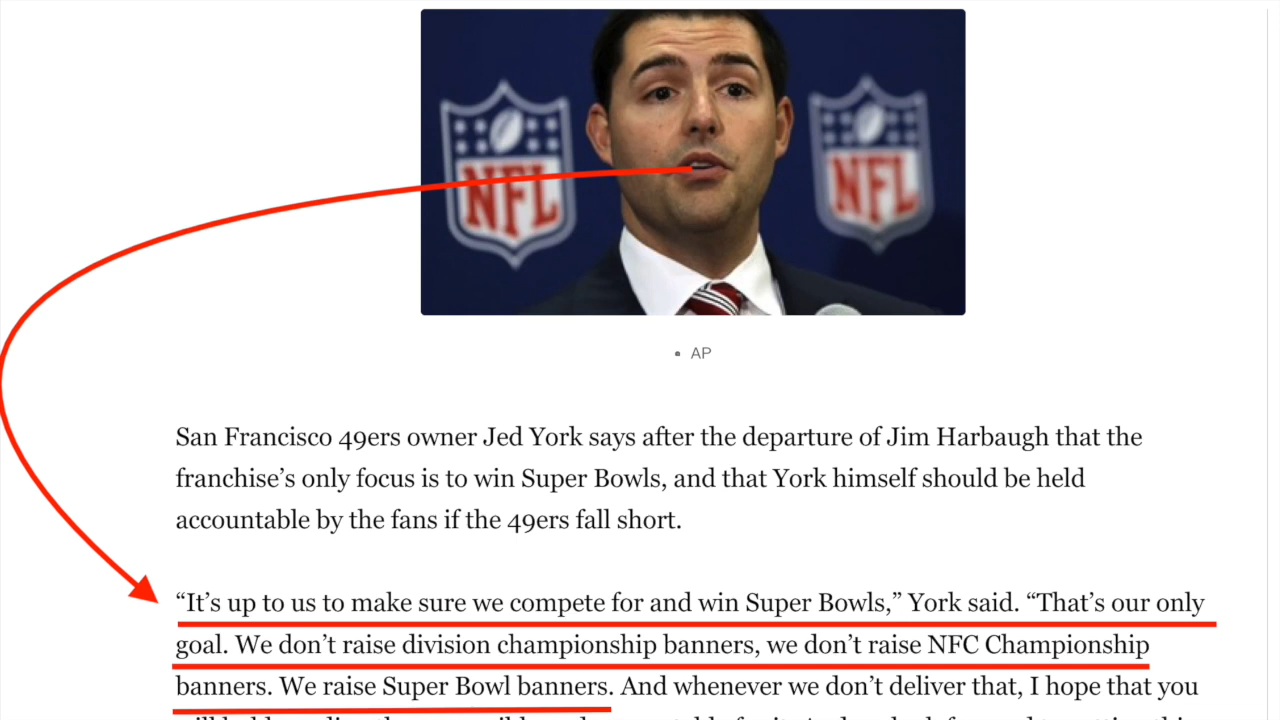 NFL
NFL
• AP
San Francisco 49ers owner Jed York says after the departure of Jim Harbaugh that the
franchise’s only focus is to win Super Bowls, and that York himself should be held
accountable by the fans if the 49ers fall short.
“It’s up to us to make sure we compete for and win Super Bowls,” York said. “That’s our only
goal. We don’t raise division championship banners, we don’t raise NFC Championship
banners. We raise Super Bowl banners. And whenever we don’t deliver that, I hope that you